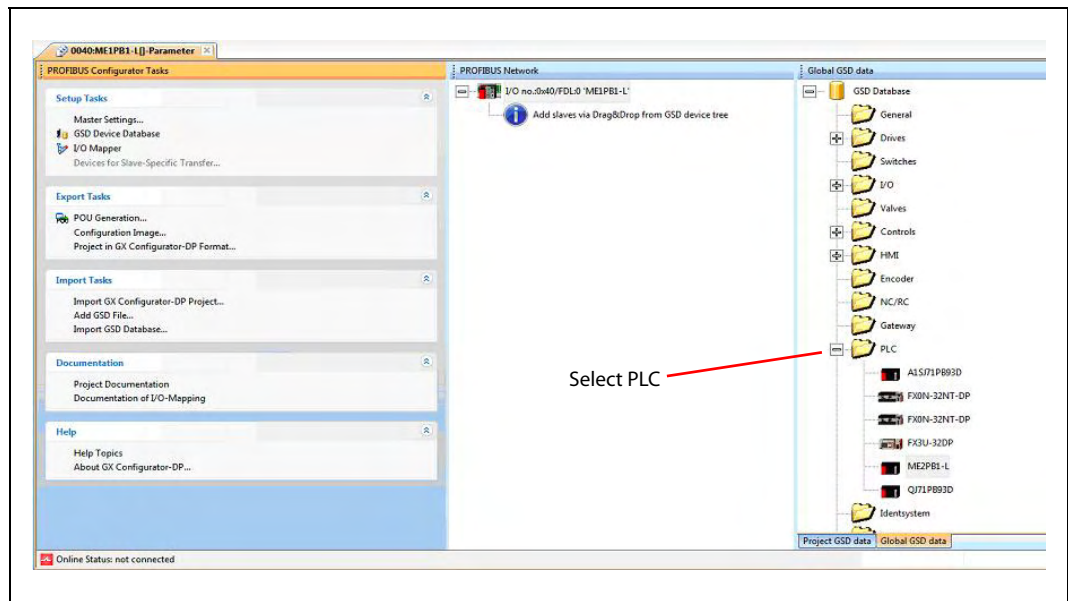 0040:ME1PB1-L[]-Parameter
PROFIBUS Configurator Tasks
Setup Tasks
Master Settings...
GSD Device Database
I/O Mapper
Devices for Slave-Specific Transfer...
Export Tasks
POU Generation...
Configuration Image...
Project in GX Configurator-DP Format...
Import Tasks
Import GX Configurator-DP Project...
Add GSD File...
Import GSD Database...
Documentation
Project Documentation
Documentation of I/O-Mapping
Help
Help Topics
About GX Configurator-DP...
PROFIBUS Network
I/O no.:0x40/FDL:0 'ME1PB1-L'
Add slaves via Drag&Drop from GSD device tree
Select PLC
Global GSD data
GSD Database
General
Drives
Switches
I/O
Valves
Controls
HMI
Encoder
NC/RC
Gateway
PLC
A1SJ71PB93D
FX0N-32NT-DP
FX0N-32NT-DP
FX3U-32DP
ME2PB1-L
QJ71PB93D
Identsystem
Project GSD data
Global GSD data
Online Status: not connected